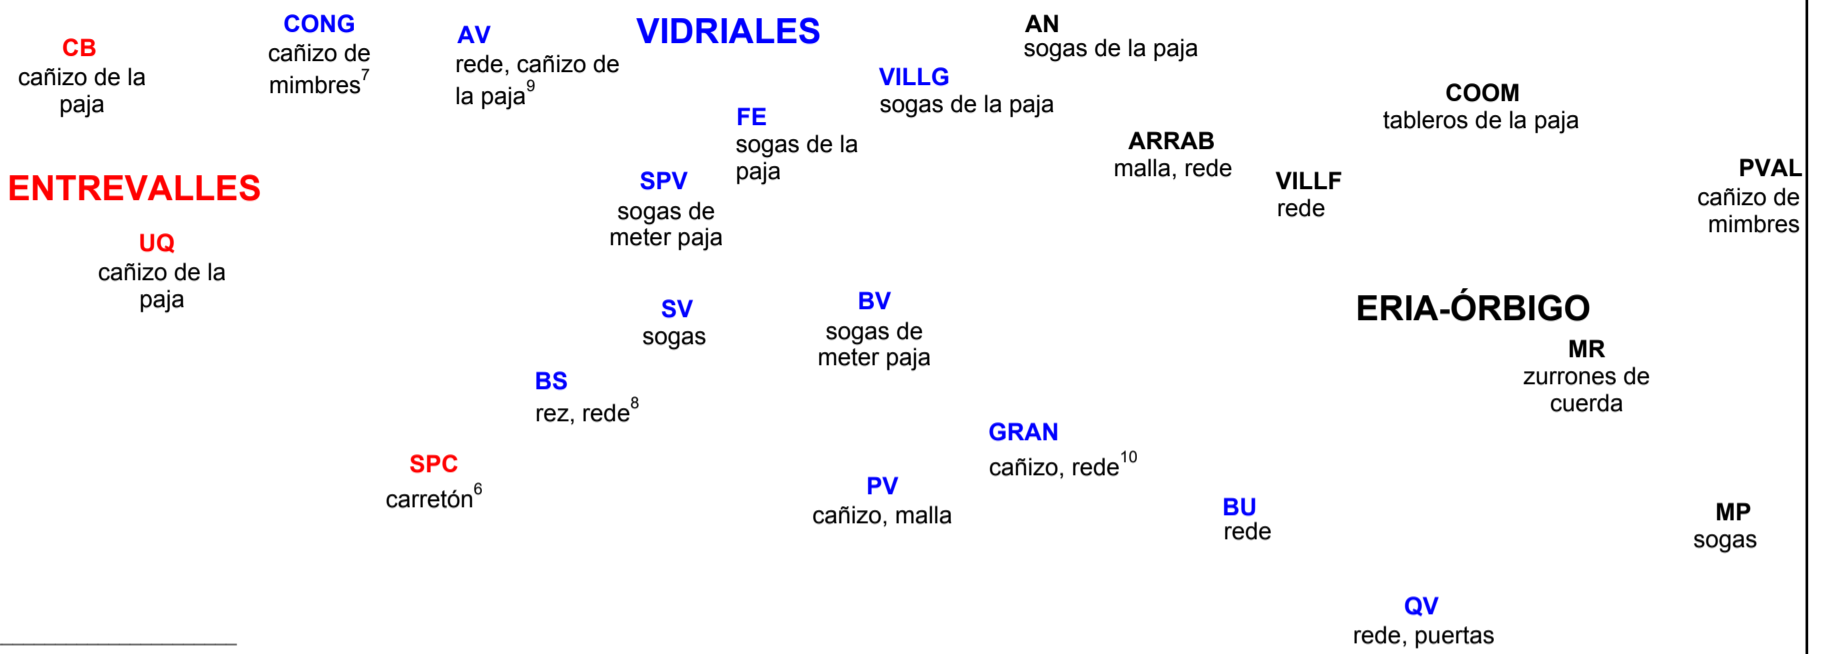 CONG
cañizo de
mimbres⁷
AV
rede, cañizo de
la paja⁹
VIDRIALES
AN
sogas de la paja
CB
cañizo de la
paja
VILLG
sogas de la paja
COOM
tableros de la paja
FE
sogas de la
paja
ARRAB
malla, rede
PVAL
cañizo de
mimbres
ENTREVALLES
SPV
sogas de
meter paja
VILLF
rede
UQ
cañizo de la
paja
SV
sogas
BV
sogas de
meter paja
ERIA-ÓRBIGO
MR
zurrones de
cuerda
BS
rez, rede⁸
GRAN
cañizo, rede¹⁰
SPC
carretón⁶
PV
cañizo, malla
BU
rede
MP
sogas
QV
rede, puertas